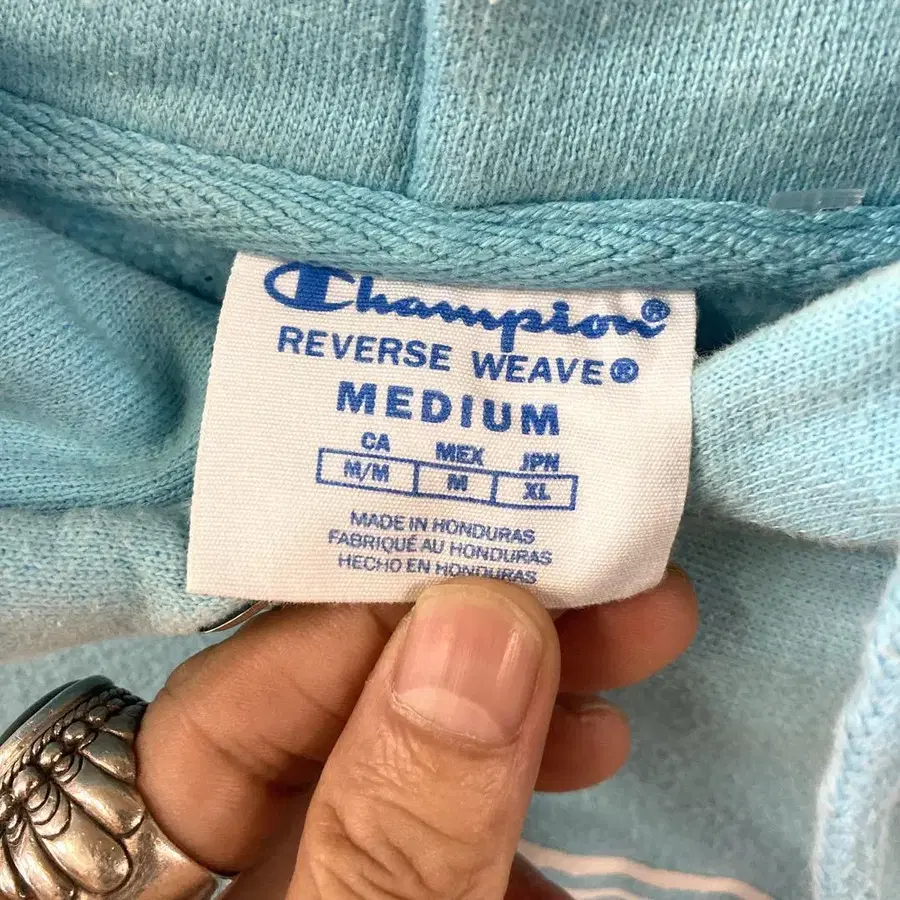 Champion®
REVERSE WEAVE®
MEDIUM
CA MEX JPN
M/M M XL
MADE IN HONDURAS
FABRIQUÉ AU HONDURAS
HECHO EN HONDURAS